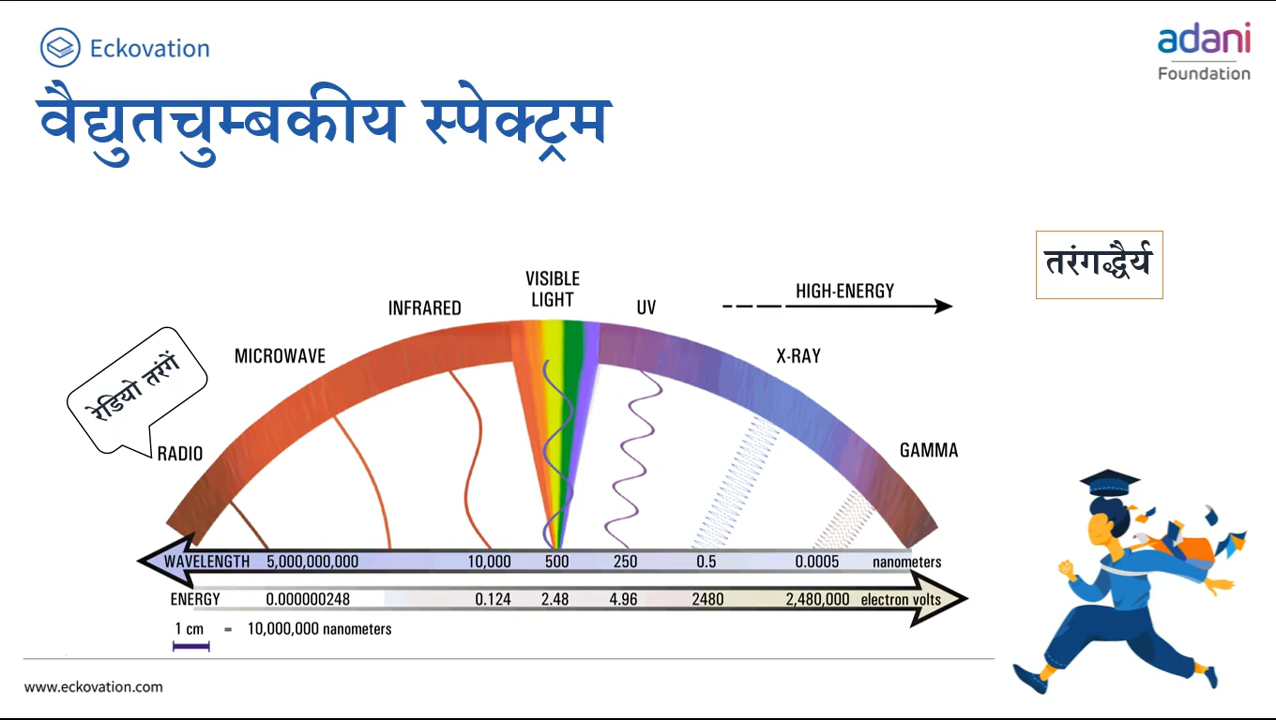 Eckovation
adani
Foundation
वैद्युतचुम्बकीय स्पेक्ट्रम
तरंगद्धैर्य
VISIBLE
LIGHT
INFRARED
UV
HIGH-ENERGY
MICROWAVE
X-RAY
रेडियो तरंगें
RADIO
GAMMA
WAVELENGTH 5,000,000,000 10,000 500 250 0.5 0.0005 nanometers
ENERGY 0.000000248 0.124 2.48 4.96 2480 2,480,000 electron volts
1 cm = 10,000,000 nanometers
www.eckovation.com